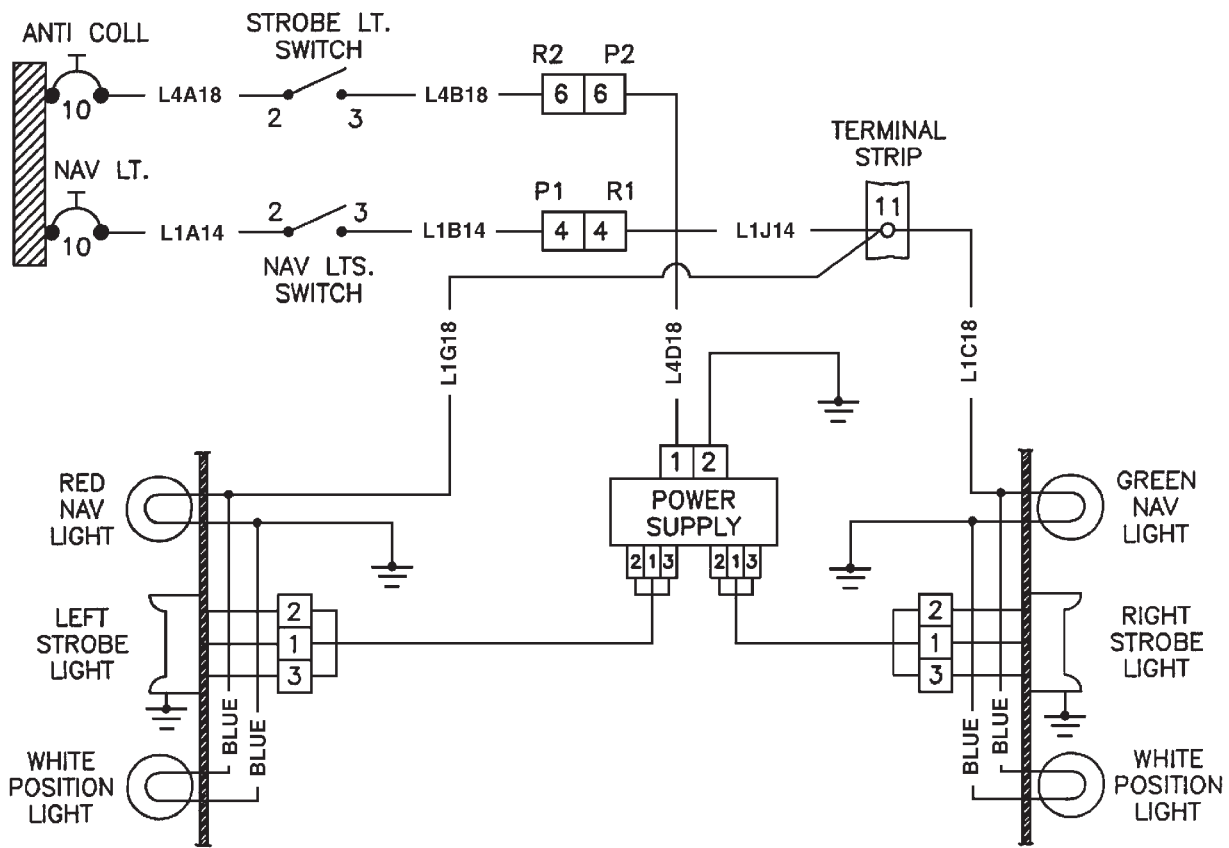 ANTI COLL
10
L4A18
STROBE LT.
SWITCH
2
3
L4B18
R2
P2
6
6
NAV LT.
10
L1A14
2
3
NAV LTS.
SWITCH
L1B14
P1
R1
4
4
L1J14
TERMINAL
STRIP
11
L1G18
L4D18
L1C18
1
2
POWER
SUPPLY
2
1
3
2
1
3
RED
NAV
LIGHT
GREEN
NAV
LIGHT
LEFT
STROBE
LIGHT
2
1
3
2
1
3
RIGHT
STROBE
LIGHT
BLUE
BLUE
BLUE
BLUE
WHITE
POSITION
LIGHT
WHITE
POSITION
LIGHT